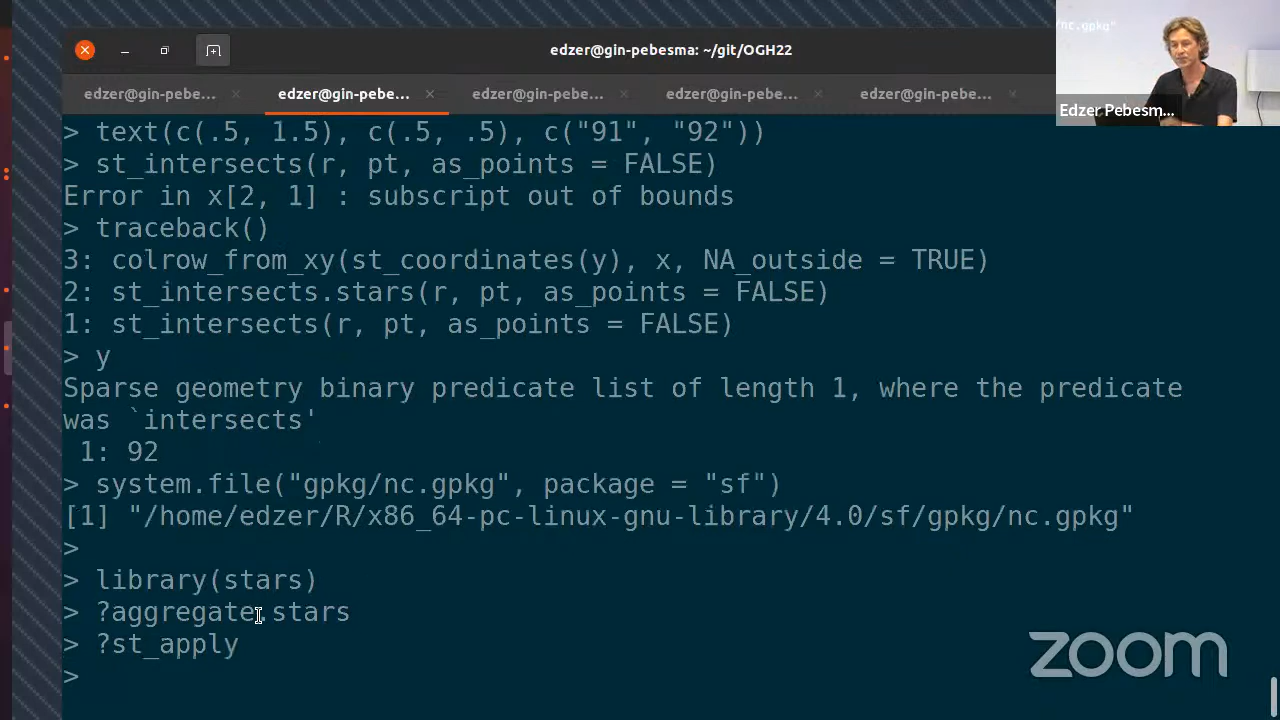 /nc.gpkg"
edzer@gin-pebesma: ~/git/OGH22
Edzer Pebesm...
edzer@gin-pebe... × edzer@gin-pebe... × edzer@gin-pebe... × edzer@gin-pebe... × edzer@gin-pebe... ×
> text(c(.5, 1.5), c(.5, .5), c("91", "92"))
> st_intersects(r, pt, as_points = FALSE)
Error in x[2, 1] : subscript out of bounds
> traceback()
3: colrow_from_xy(st_coordinates(y), x, NA_outside = TRUE)
2: st_intersects.stars(r, pt, as_points = FALSE)
1: st_intersects(r, pt, as_points = FALSE)
> y
Sparse geometry binary predicate list of length 1, where the predicate
was `intersects'
 1: 92
> system.file("gpkg/nc.gpkg", package = "sf")
[1] "/home/edzer/R/x86_64-pc-linux-gnu-library/4.0/sf/gpkg/nc.gpkg"
>
> library(stars)
> ?aggregate.stars
> ?st_apply
>
zoom